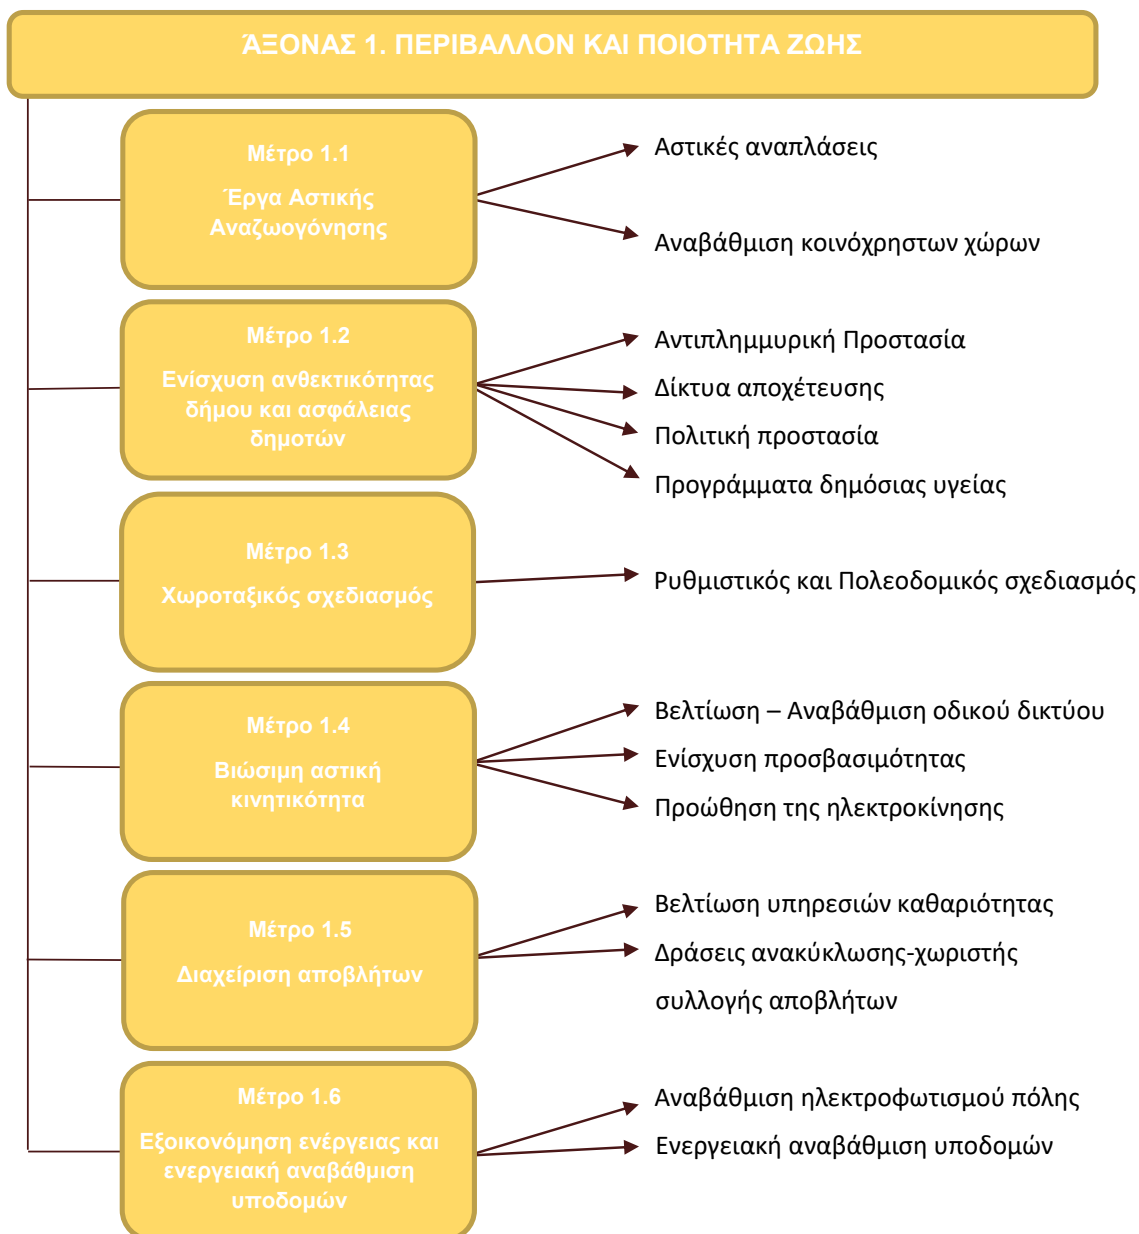 ΆΞΟΝΑΣ 1. ΠΕΡΙΒΑΛΛΟΝ ΚΑΙ ΠΟΙΟΤΗΤΑ ΖΩΗΣ
Μέτρο 1.1
Έργα Αστικής
Αναζωογόνησης
Αστικές αναπλάσεις
Αναβάθμιση κοινόχρηστων χώρων
Μέτρο 1.2
Ενίσχυση ανθεκτικότητας
δήμου και ασφάλειας
δημοτών
Αντιπλημμυρική Προστασία
Δίκτυα αποχέτευσης
Πολιτική προστασία
Προγράμματα δημόσιας υγείας
Μέτρο 1.3
Χωροταξικός σχεδιασμός
Ρυθμιστικός και Πολεοδομικός σχεδιασμός
Μέτρο 1.4
Βιώσιμη αστική
κινητικότητα
Βελτίωση – Αναβάθμιση οδικού δικτύου
Ενίσχυση προσβασιμότητας
Προώθηση της ηλεκτροκίνησης
Μέτρο 1.5
Διαχείριση αποβλήτων
Βελτίωση υπηρεσιών καθαριότητας
Δράσεις ανακύκλωσης-χωριστής
συλλογής αποβλήτων
Μέτρο 1.6
Εξοικονόμηση ενέργειας και
ενεργειακή αναβάθμιση
υποδομών
Αναβάθμιση ηλεκτροφωτισμού πόλης
Ενεργειακή αναβάθμιση υποδομών